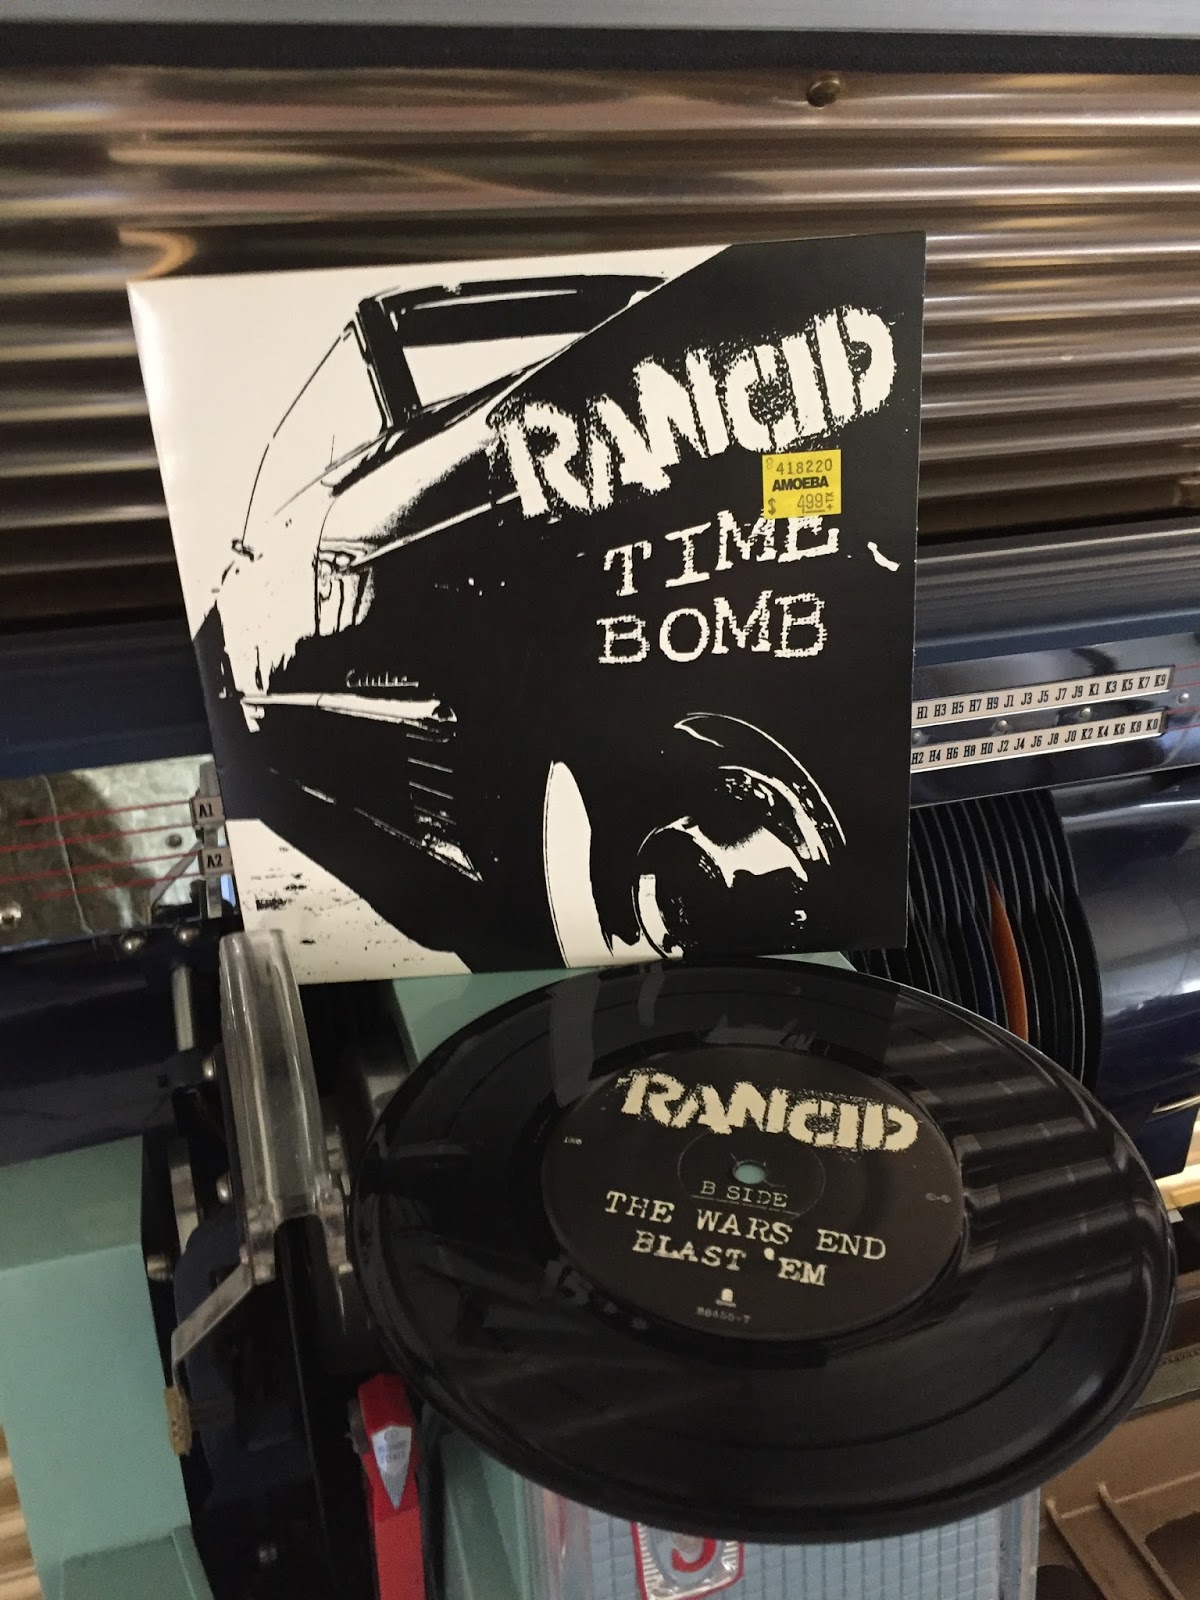 RANCID
418220
AMOEBA
$ 4.99 +TX
TIME
BOMB
Cadillac
H1 H3 H5 H7 H9 J1 J3 J5 J7 J9 K1 K3 K5 K7 K9
H2 H4 H6 H8 H0 J2 J4 J6 J8 J0 K2 K4 K6 K8 K0
A1
A2
RANCID
B SIDE
THE WARS END
BLAST 'EM